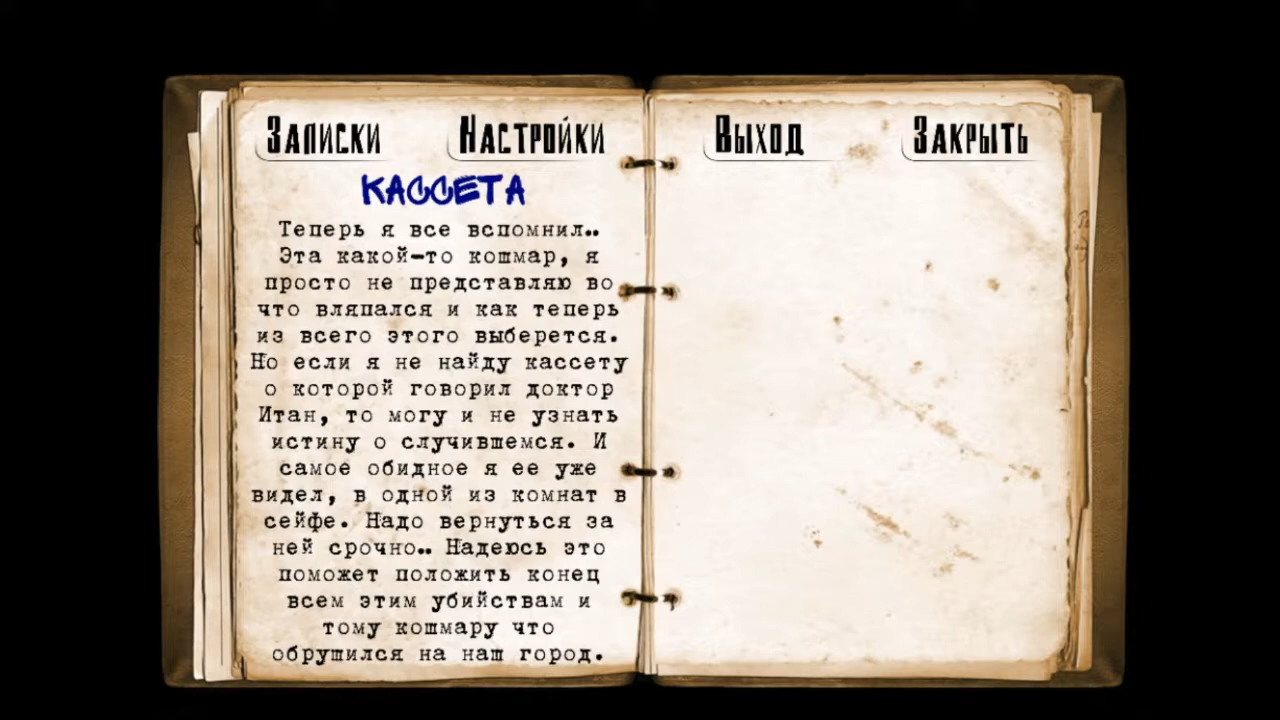 Записки
Настройки
Выход
Закрыть
КАССЕТА
Теперь я все вспомнил..
Эта какой-то кошмар, я
просто не представляю во
что вляпался и как теперь
из всего этого выберется.
Но если я не найду кассету
о которой говорил доктор
Итан, то могу и не узнать
истину о случившемся. И
самое обидное я ее уже
видел, в одной из комнат в
сейфе. Надо вернуться за
ней срочно.. Надеюсь это
поможет положить конец
всем этим убийствам и
тому кошмару что
обрушился на наш город.